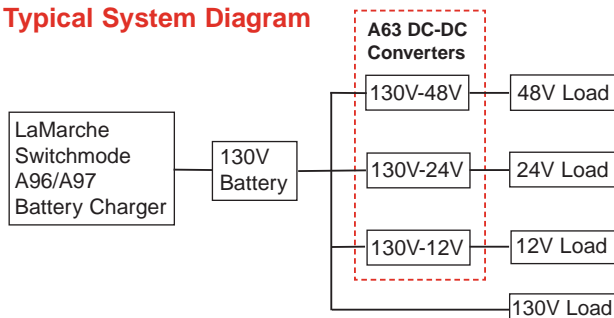 Typical System Diagram
A63 DC-DC
Converters
130V-48V
48V Load
LaMarche
Switchmode
A96/A97
Battery Charger
130V
Battery
130V-24V
24V Load
130V-12V
12V Load
130V Load